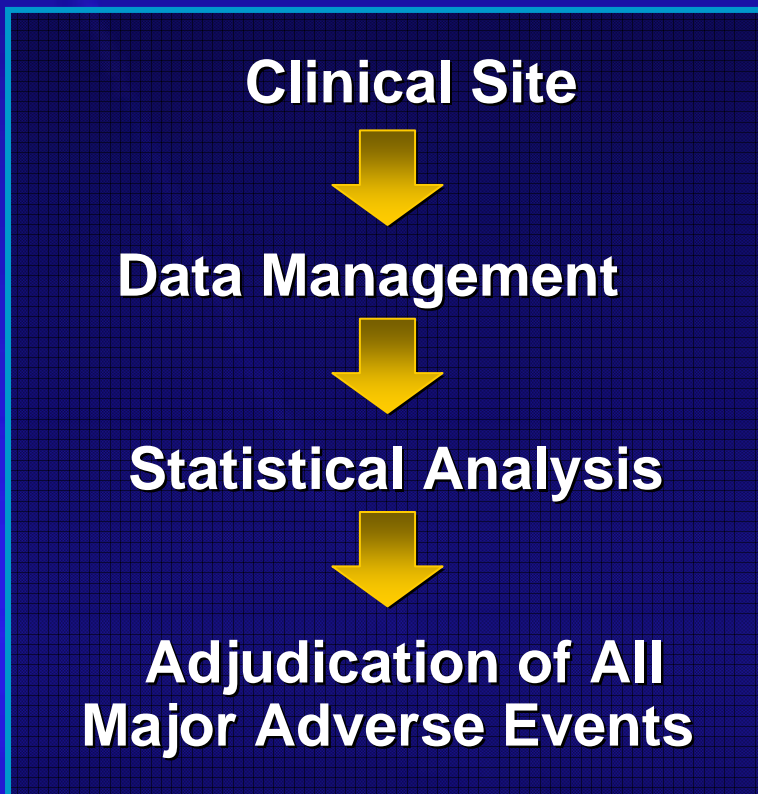 Clinical Site
Data Management
Statistical Analysis
Adjudication of All
Major Adverse Events